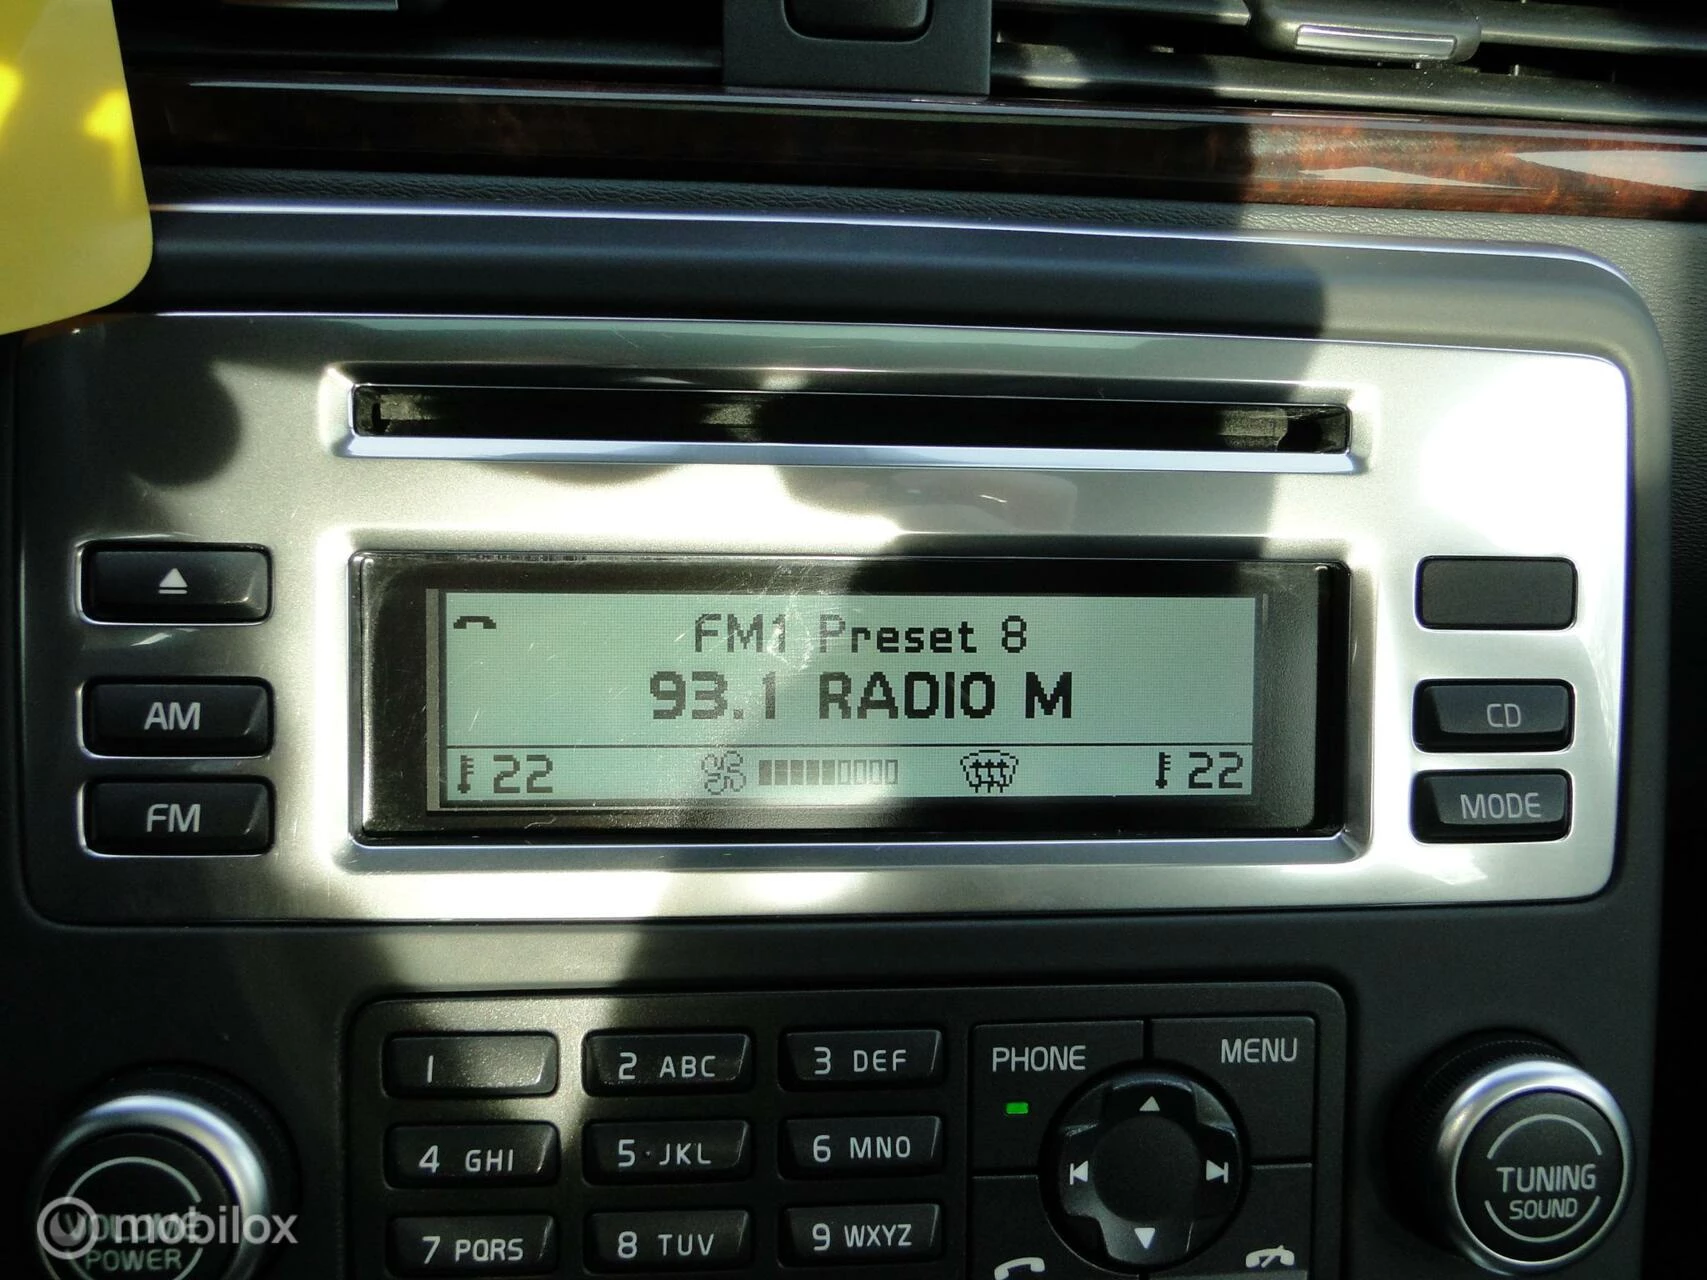 FM1 Preset 8
93.1 RADIO M
22
22
AM
FM
CD
MODE
1
2 ABC
3 DEF
4 GHI
5 JKL
6 MNO
7 PQRS
8 TUV
9 WXYZ
PHONE
MENU
TUNING
SOUND
VOLUME
POWER
mobilox